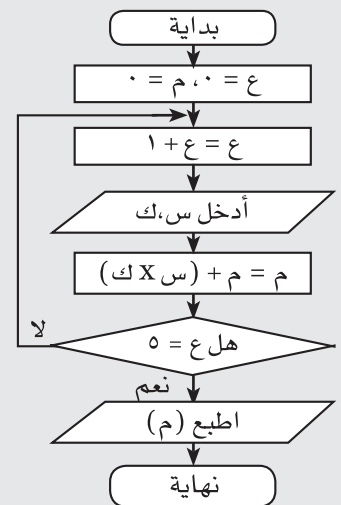 بداية
ع = ٠، م = ٠
ع = ع + ١
أدخل س،ك
م = م + (س X ك)
هل ع = ٥
لا
نعم
اطبع (م)
نهاية